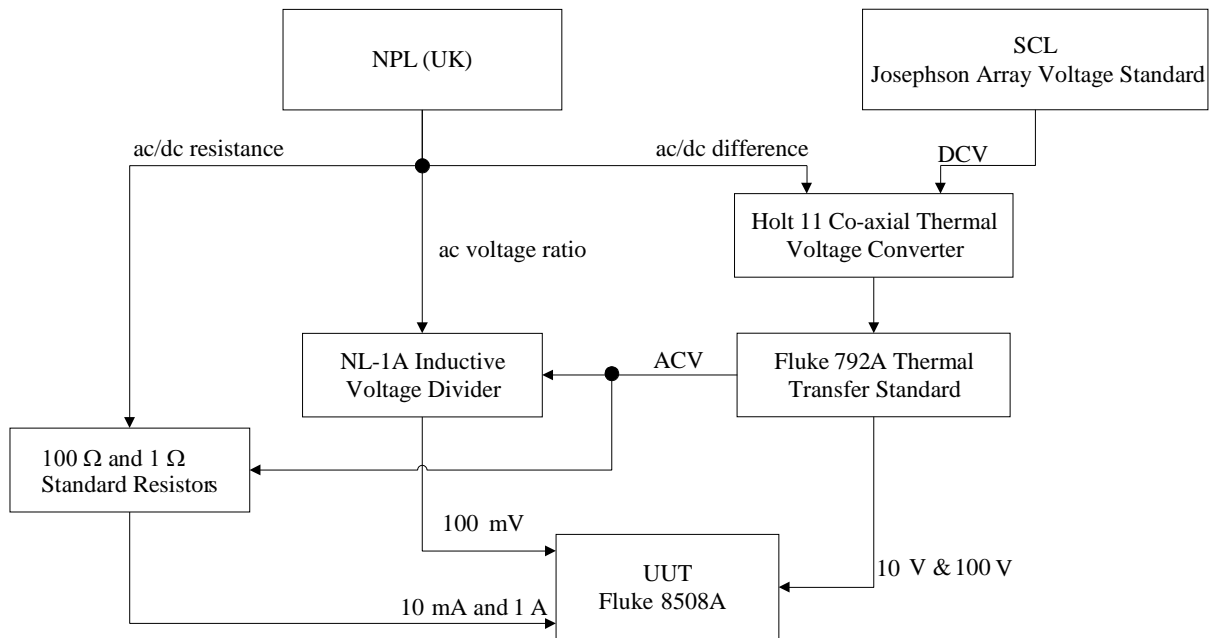 NPL (UK)
SCL
Josephson Array Voltage Standard
ac/dc resistance
ac/dc difference
DCV
Holt 11 Co-axial Thermal
Voltage Converter
ac voltage ratio
NL-1A Inductive
Voltage Divider
ACV
Fluke 792A Thermal
Transfer Standard
100 Ω and 1 Ω
Standard Resistors
100 mV
10 V & 100 V
UUT
Fluke 8508A
10 mA and 1 A